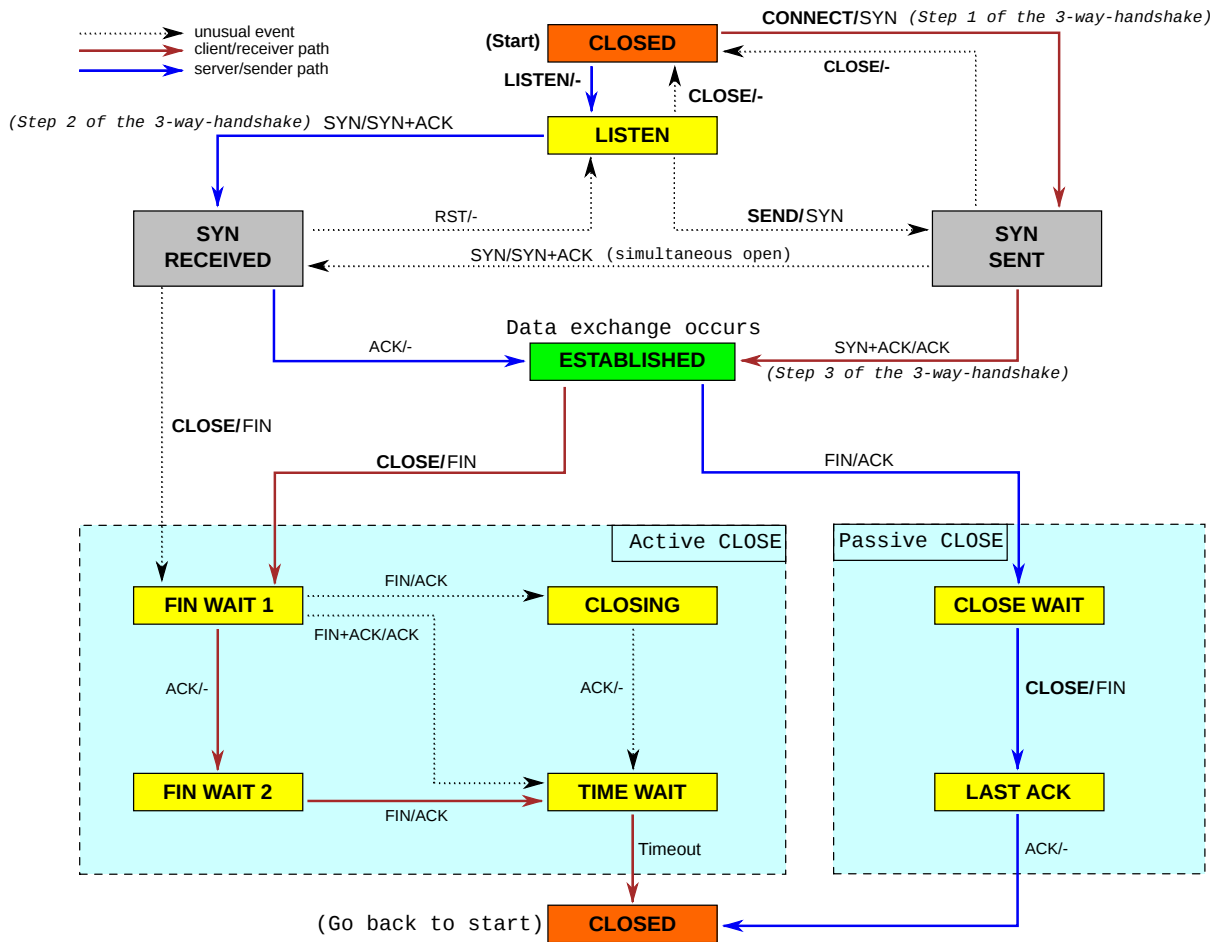 unusual event
client/receiver path
server/sender path
(Start)
CLOSED
CONNECT/SYN (Step 1 of the 3-way-handshake)
CLOSE/-
LISTEN/-
CLOSE/-
(Step 2 of the 3-way-handshake)
SYN/SYN+ACK
LISTEN
RST/-
SEND/SYN
SYN
RECEIVED
SYN
SENT
SYN/SYN+ACK (simultaneous open)
Data exchange occurs
ACK/-
ESTABLISHED
SYN+ACK/ACK
(Step 3 of the 3-way-handshake)
CLOSE/FIN
CLOSE/FIN
FIN/ACK
Active CLOSE
Passive CLOSE
FIN WAIT 1
FIN/ACK
CLOSING
CLOSE WAIT
FIN+ACK/ACK
ACK/-
ACK/-
CLOSE/FIN
FIN WAIT 2
FIN/ACK
TIME WAIT
LAST ACK
Timeout
ACK/-
(Go back to start)
CLOSED